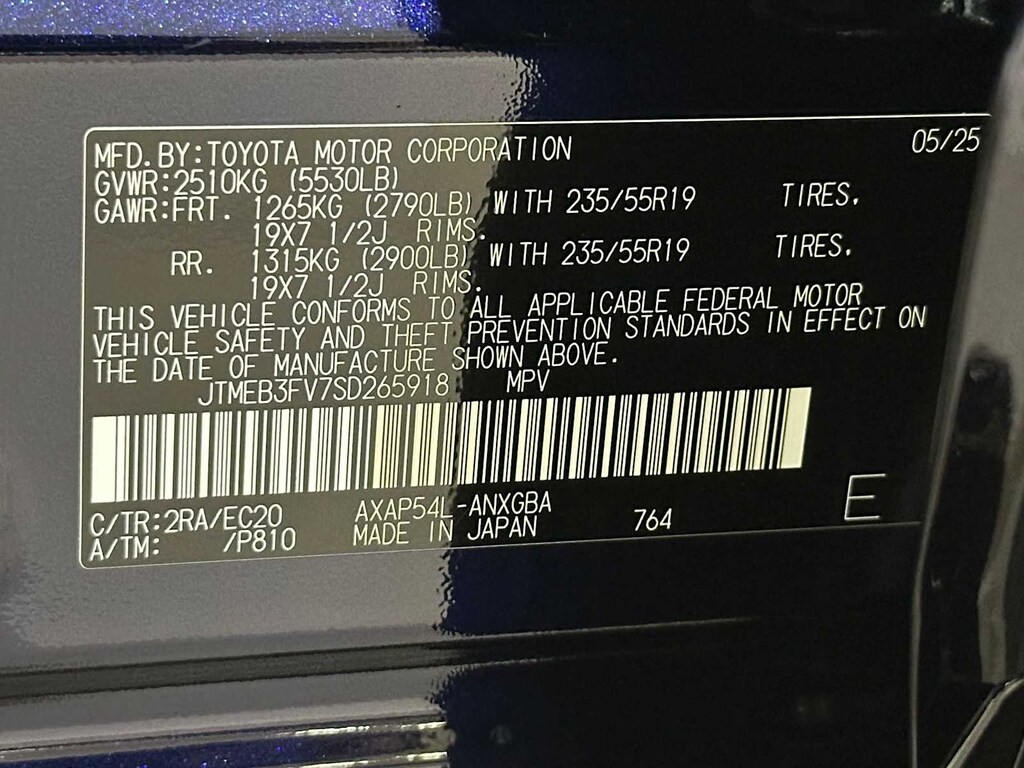 MFD.BY:TOYOTA MOTOR CORPORATION 05/25
GVWR:2510KG (5530LB)
GAWR:FRT. 1265KG (2790LB) WITH 235/55R19 TIRES.
19X7 1/2J RIMS.
RR. 1315KG (2900LB) WITH 235/55R19 TIRES.
19X7 1/2J RIMS.
THIS VEHICLE CONFORMS TO ALL APPLICABLE FEDERAL MOTOR
VEHICLE SAFETY AND THEFT PREVENTION STANDARDS IN EFFECT ON
THE DATE OF MANUFACTURE SHOWN ABOVE.
JTMEB3FV7SD265918 MPV
C/TR:2RA/EC20 AXAP54L-ANXGBA
A/TM: /P810 MADE IN JAPAN 764 E